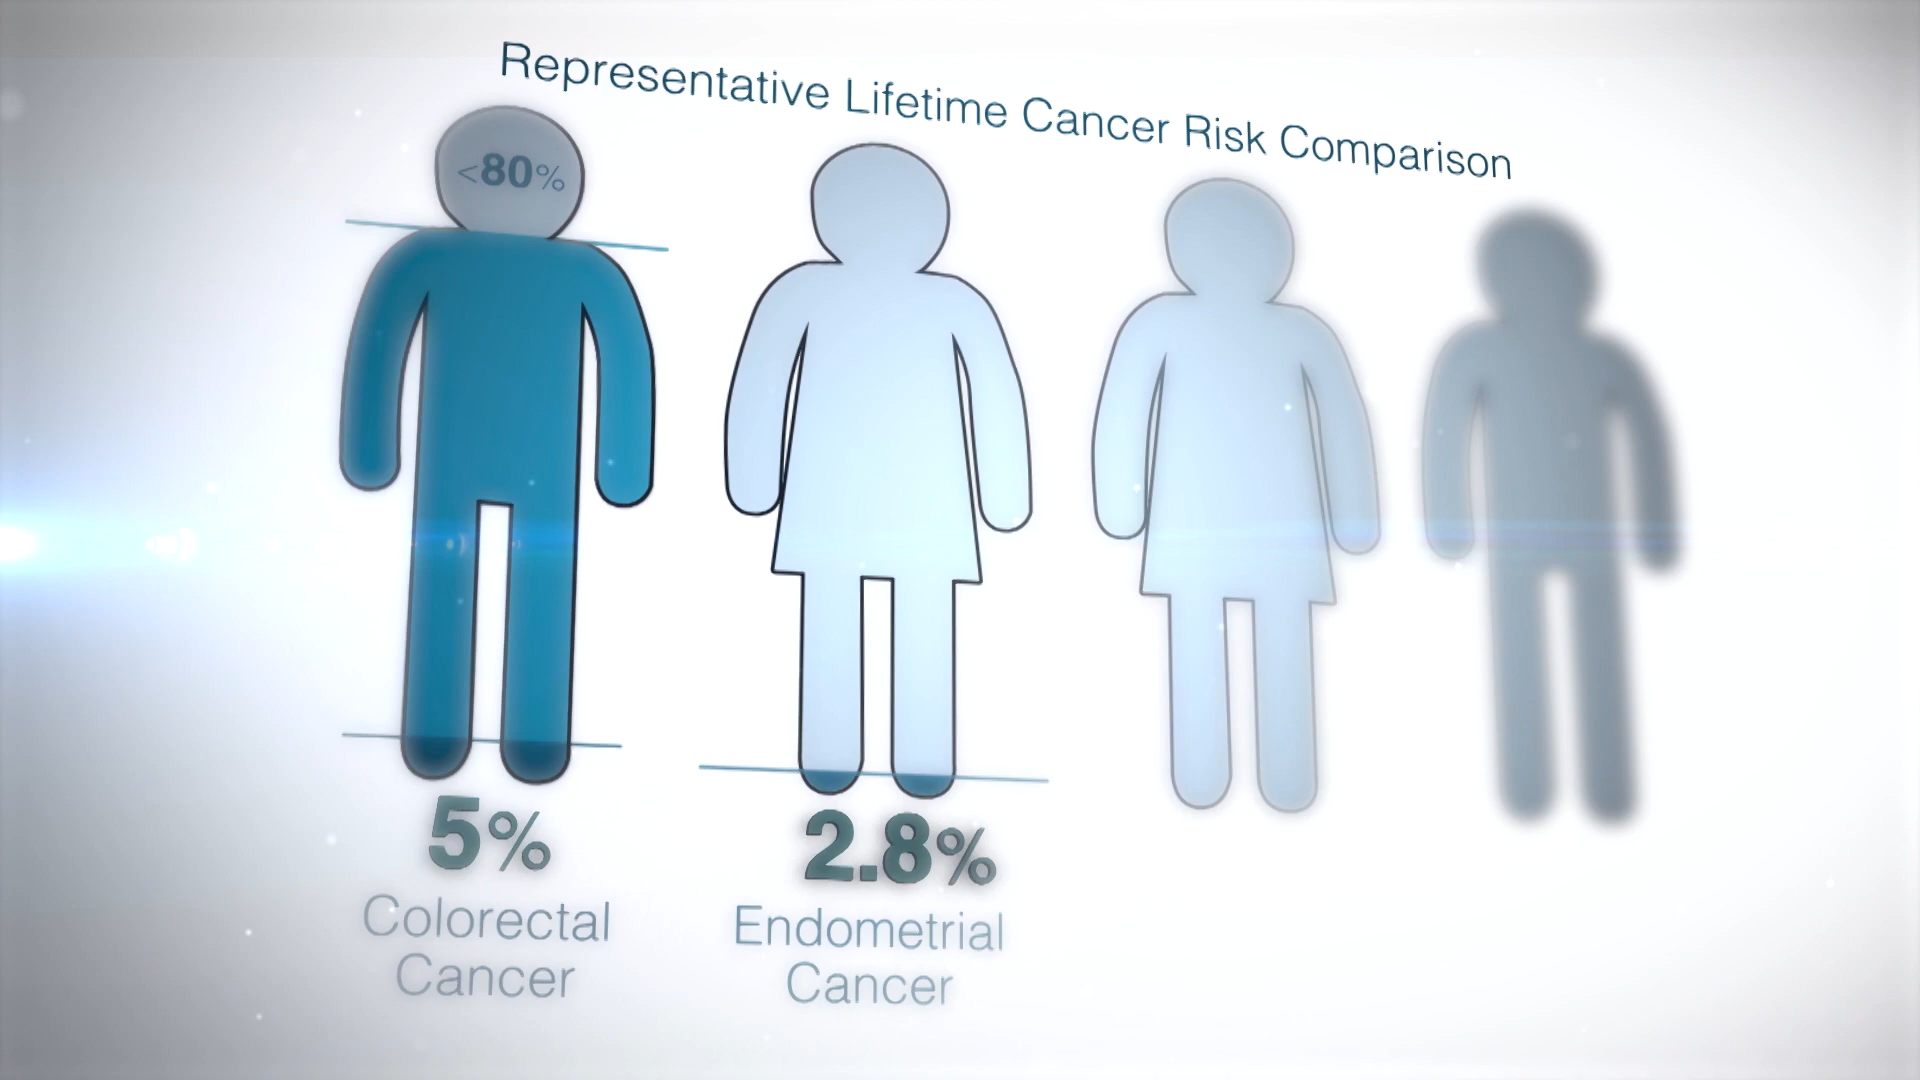 Representative Lifetime Cancer Risk Comparison
<80%
5%
Colorectal
Cancer
2.8%
Endometrial
Cancer